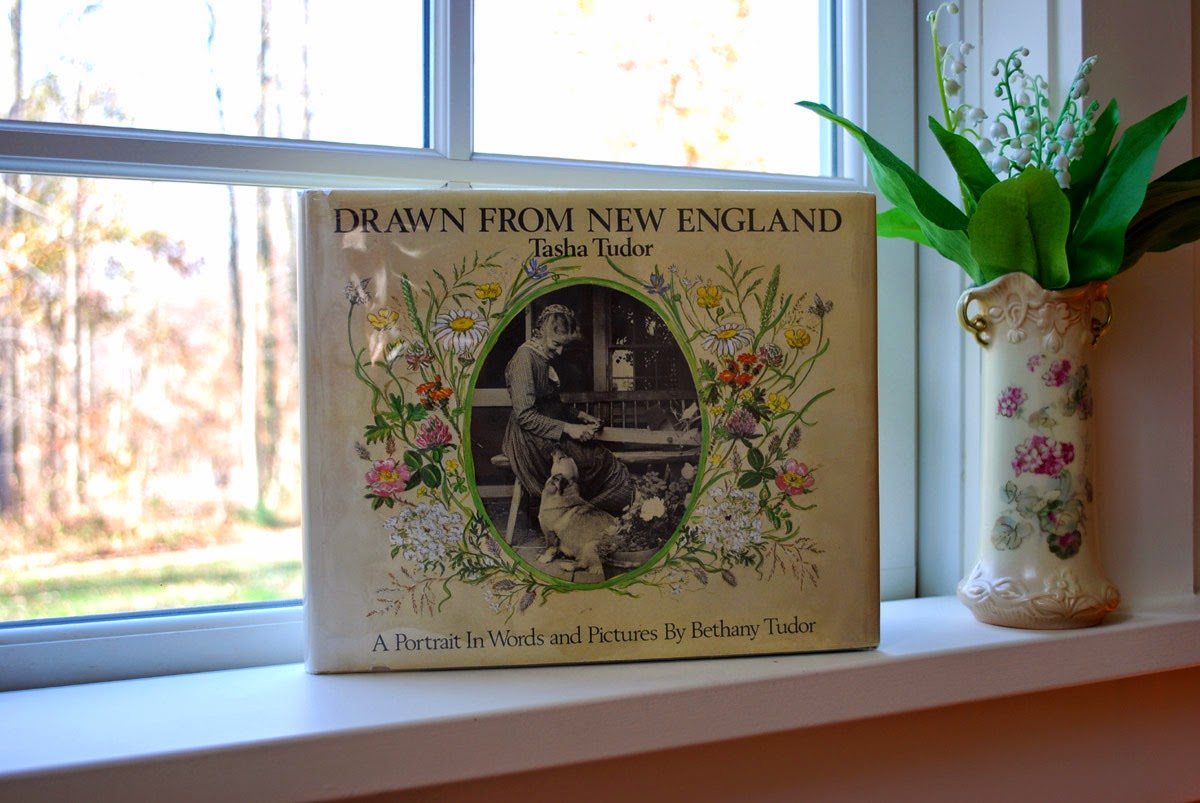 DRAWN FROM NEW ENGLAND
Tasha Tudor
A Portrait In Words and Pictures By Bethany Tudor